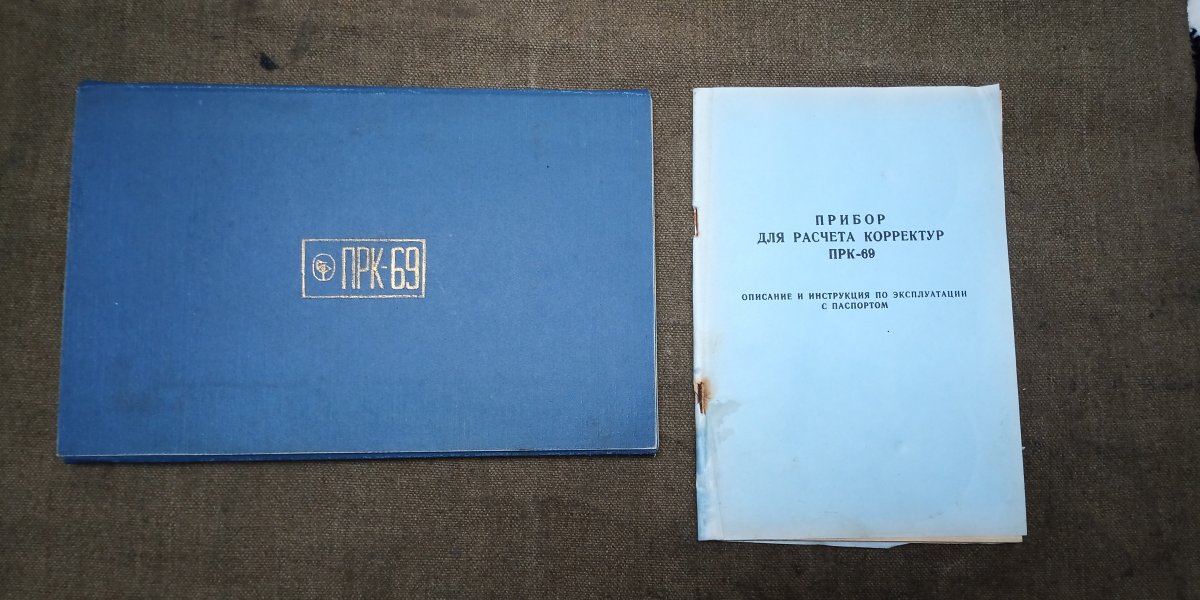 ПРК-69
ПРИБОР
ДЛЯ РАСЧЕТА КОРРЕКТУР
ПРК-69
ОПИСАНИЕ И ИНСТРУКЦИЯ ПО ЭКСПЛУАТАЦИИ
С ПАСПОРТОМ